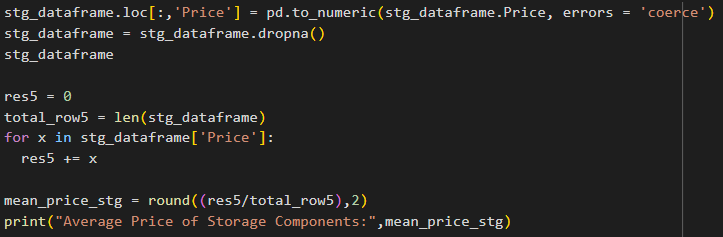 stg_dataframe.loc[:,'Price'] = pd.to_numeric(stg_dataframe.Price, errors = 'coerce')
stg_dataframe = stg_dataframe.dropna()
stg_dataframe

res5 = 0
total_row5 = len(stg_dataframe)
for x in stg_dataframe['Price']:
  res5 += x

mean_price_stg = round((res5/total_row5),2)
print("Average Price of Storage Components:",mean_price_stg)